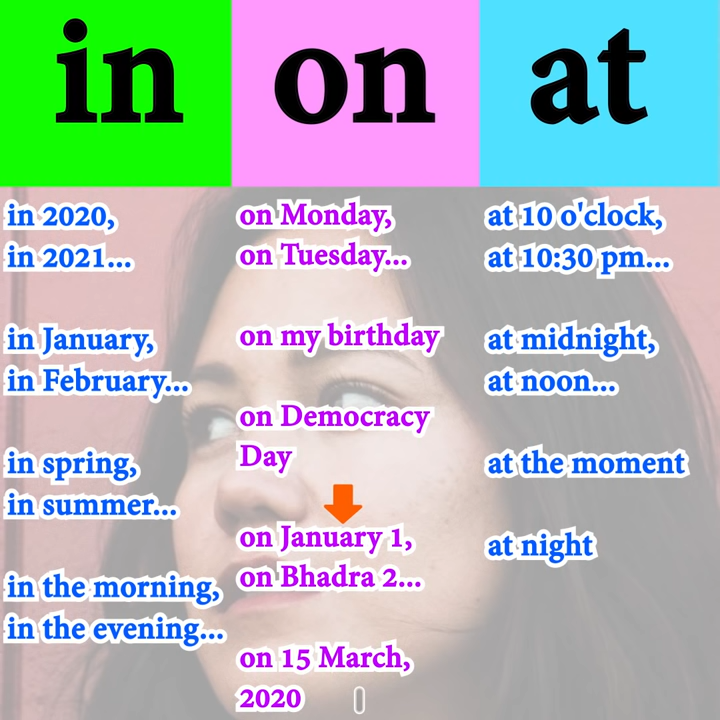 in
on
at
in 2020,
in 2021...
in January,
in February...
in spring,
in summer...
in the morning,
in the evening...
on Monday,
on Tuesday...
on my birthday
on Democracy
Day
on January 1,
on Bhadra 2...
on 15 March,
2020
at 10 o'clock,
at 10:30 pm...
at midnight,
at noon...
at the moment
at night